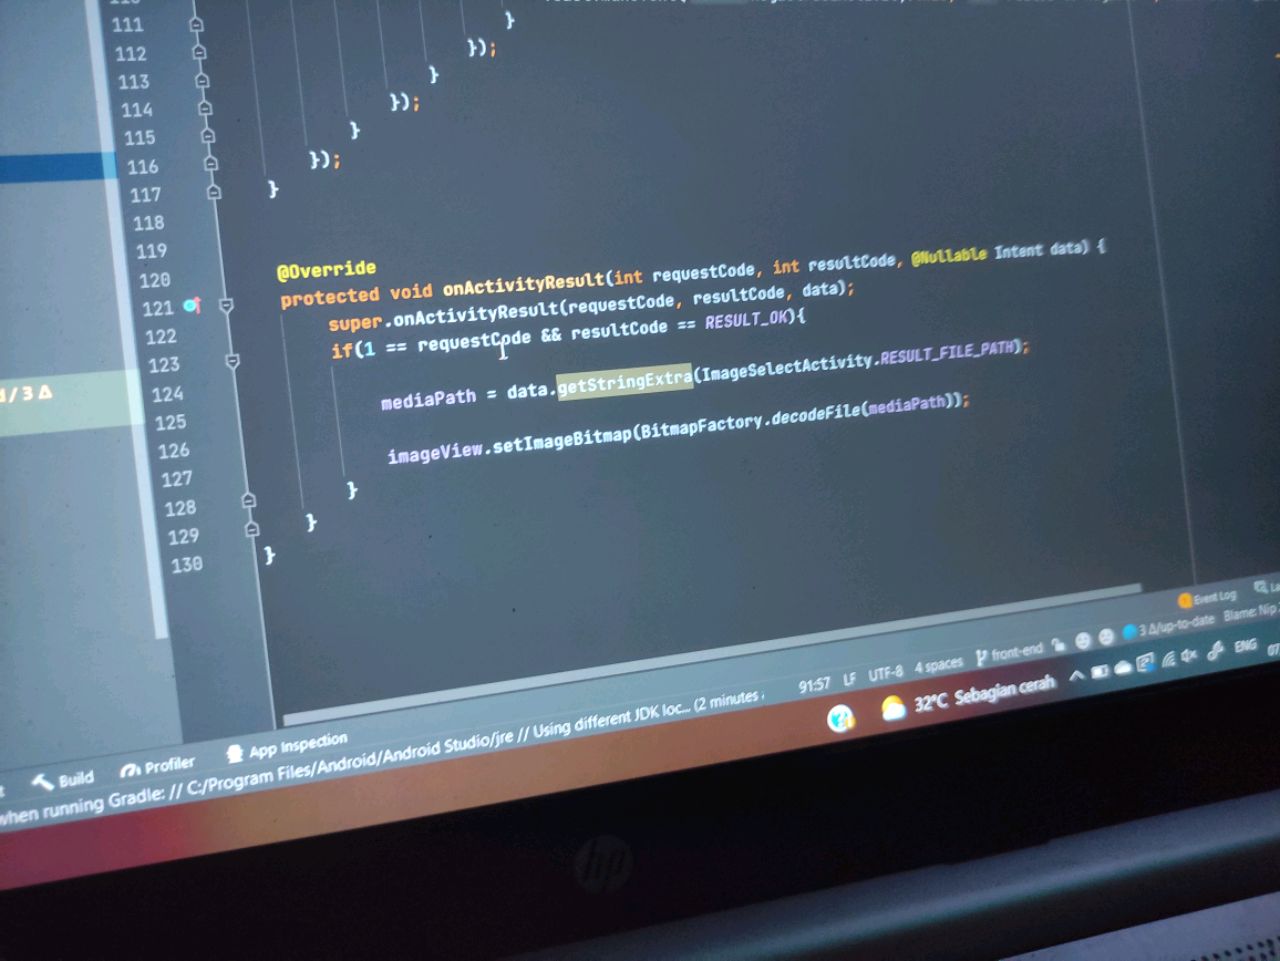 111
}
112
});
113
}
114
});
115
}
116
});
117
}
118
119
120
@Override
121
protected void onActivityResult(int requestCode, int resultCode, @Nullable Intent data) {
122
super.onActivityResult(requestCode, resultCode, data);
123
if(1 == requestCode && resultCode == RESULT_OK){
124
125
mediaPath = data.getStringExtra(ImageSelectActivity.RESULT_FILE_PATH);
126
127
imageView.setImageBitmap(BitmapFactory.decodeFile(mediaPath));
128
}
129
}
130
}
/ 3 Δ
Event Log
91:57 LF UTF-8 4 spaces front-end 3 Δ/up-to-date Blame: Nip
Build Profiler App Inspection
when running Gradle: // C:/Program Files/Android/Android Studio/jre // Using different JDK loc... (2 minutes
32°C Sebagian cerah ENG 07
hp